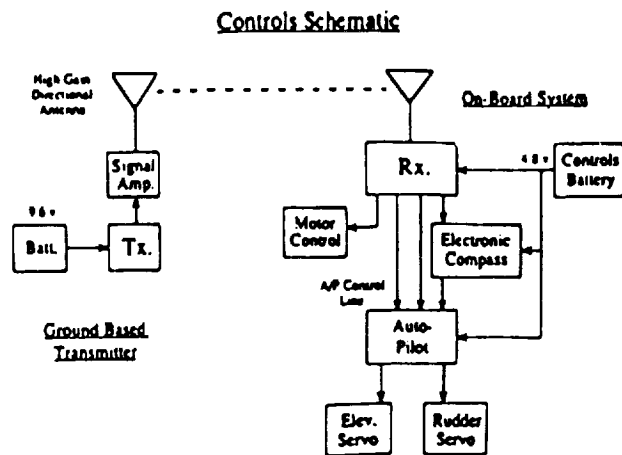 Controls Schematic
High Gain
Directional
Antenna
On-Board System
Signal
Amp.
Rx.
4.8 v
Controls
Battery
9.6 v
Batt.
Tx.
Motor
Control
Electronic
Compass
A/P Control
Line
Auto-
Pilot
Ground Based
Transmitter
Elev.
Servo
Rudder
Servo